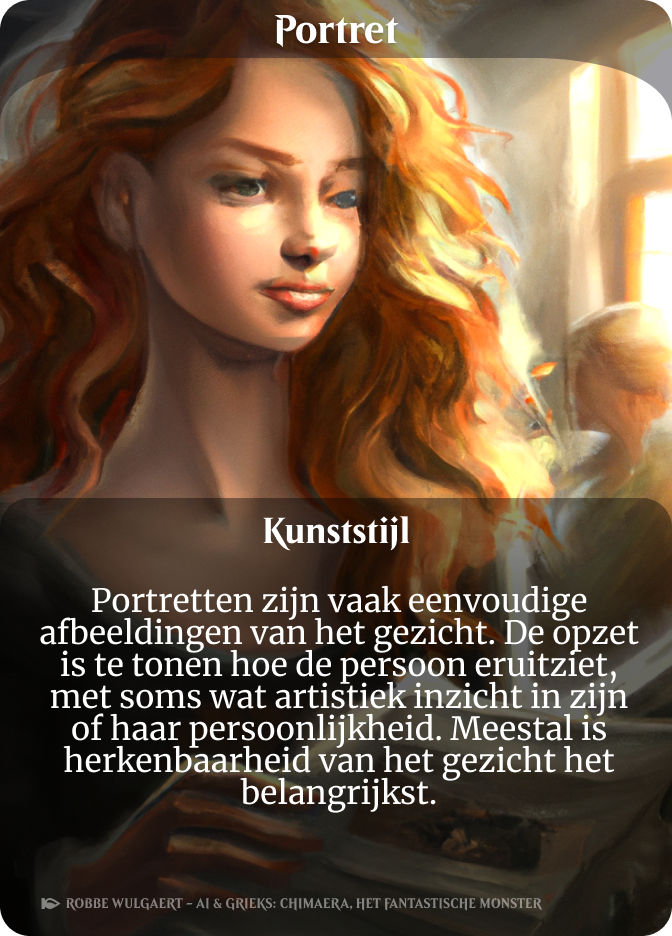 Portret
Kunststijl
Portretten zijn vaak eenvoudige
afbeeldingen van het gezicht. De opzet
is te tonen hoe de persoon eruitziet,
met soms wat artistiek inzicht in zijn
of haar persoonlijkheid. Meestal is
herkenbaarheid van het gezicht het
belangrijkst.
ROBBE WULGAERT – AI & GRIEKS: CHIMAERA, HET FANTASTISCHE MONSTER